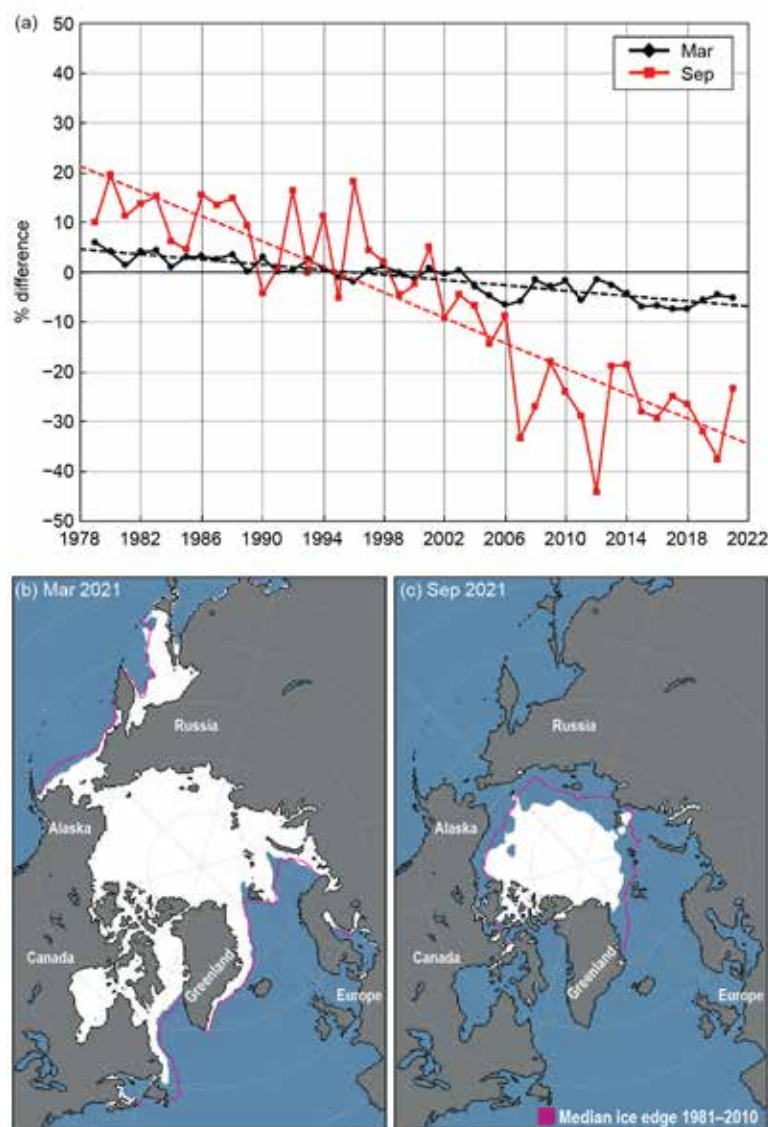 (a)
Mar
Sep
50
40
30
20
10
0
−10
−20
−30
−40
−50
% difference
1978 1982 1986 1990 1994 1998 2002 2006 2010 2014 2018 2022
(b) Mar 2021
Russia
Alaska
Canada
Greenland
Europe
(c) Sep 2021
Russia
Alaska
Canada
Greenland
Europe
Median ice edge 1981–2010